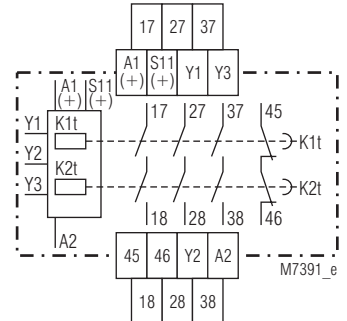 17 27 37
A1 (+) S11 (+) Y1 Y3
A1 (+) S11 (+)
17 27 37 45
Y1 K1t K1t
Y2
Y3 K2t K2t
18 28 38 46
A2
45 46 Y2 A2
M7391_e
18 28 38